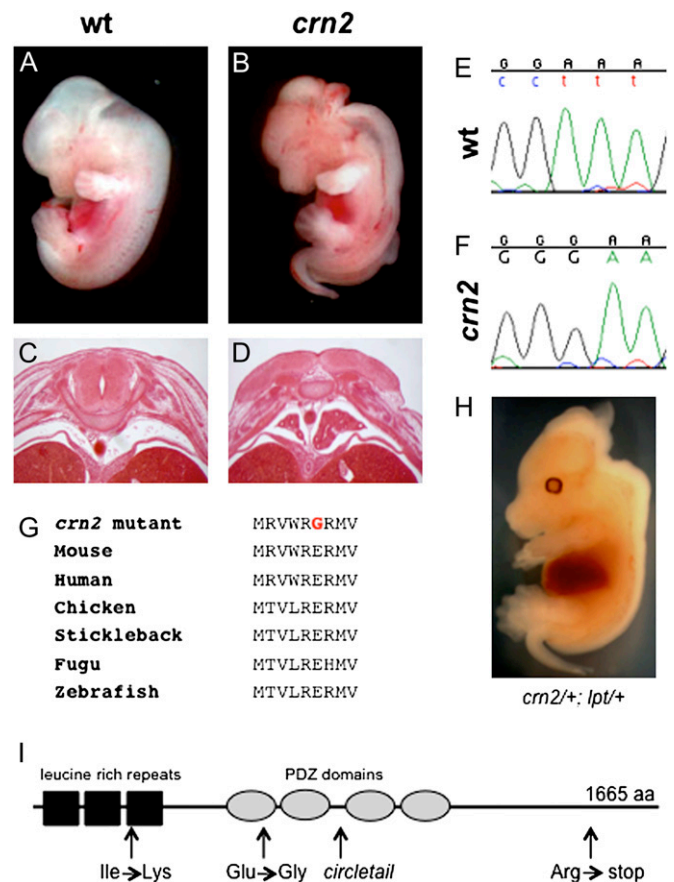 wt
crn2
A
B
E
G G A A A
c c t t t
wt
F
G G G A A
G G G A A
crn2
C
D
H
crn2/+; lpt/+
G
crn2 mutant MRVWRGRMV
Mouse MRVWRERMV
Human MRVWRERMV
Chicken MTVLRERMV
Stickleback MTVLRERMV
Fugu MTVLREHMV
Zebrafish MTVLRERMV
I
leucine rich repeats PDZ domains 1665 aa
Ile→Lys Glu→Gly circletail Arg→stop